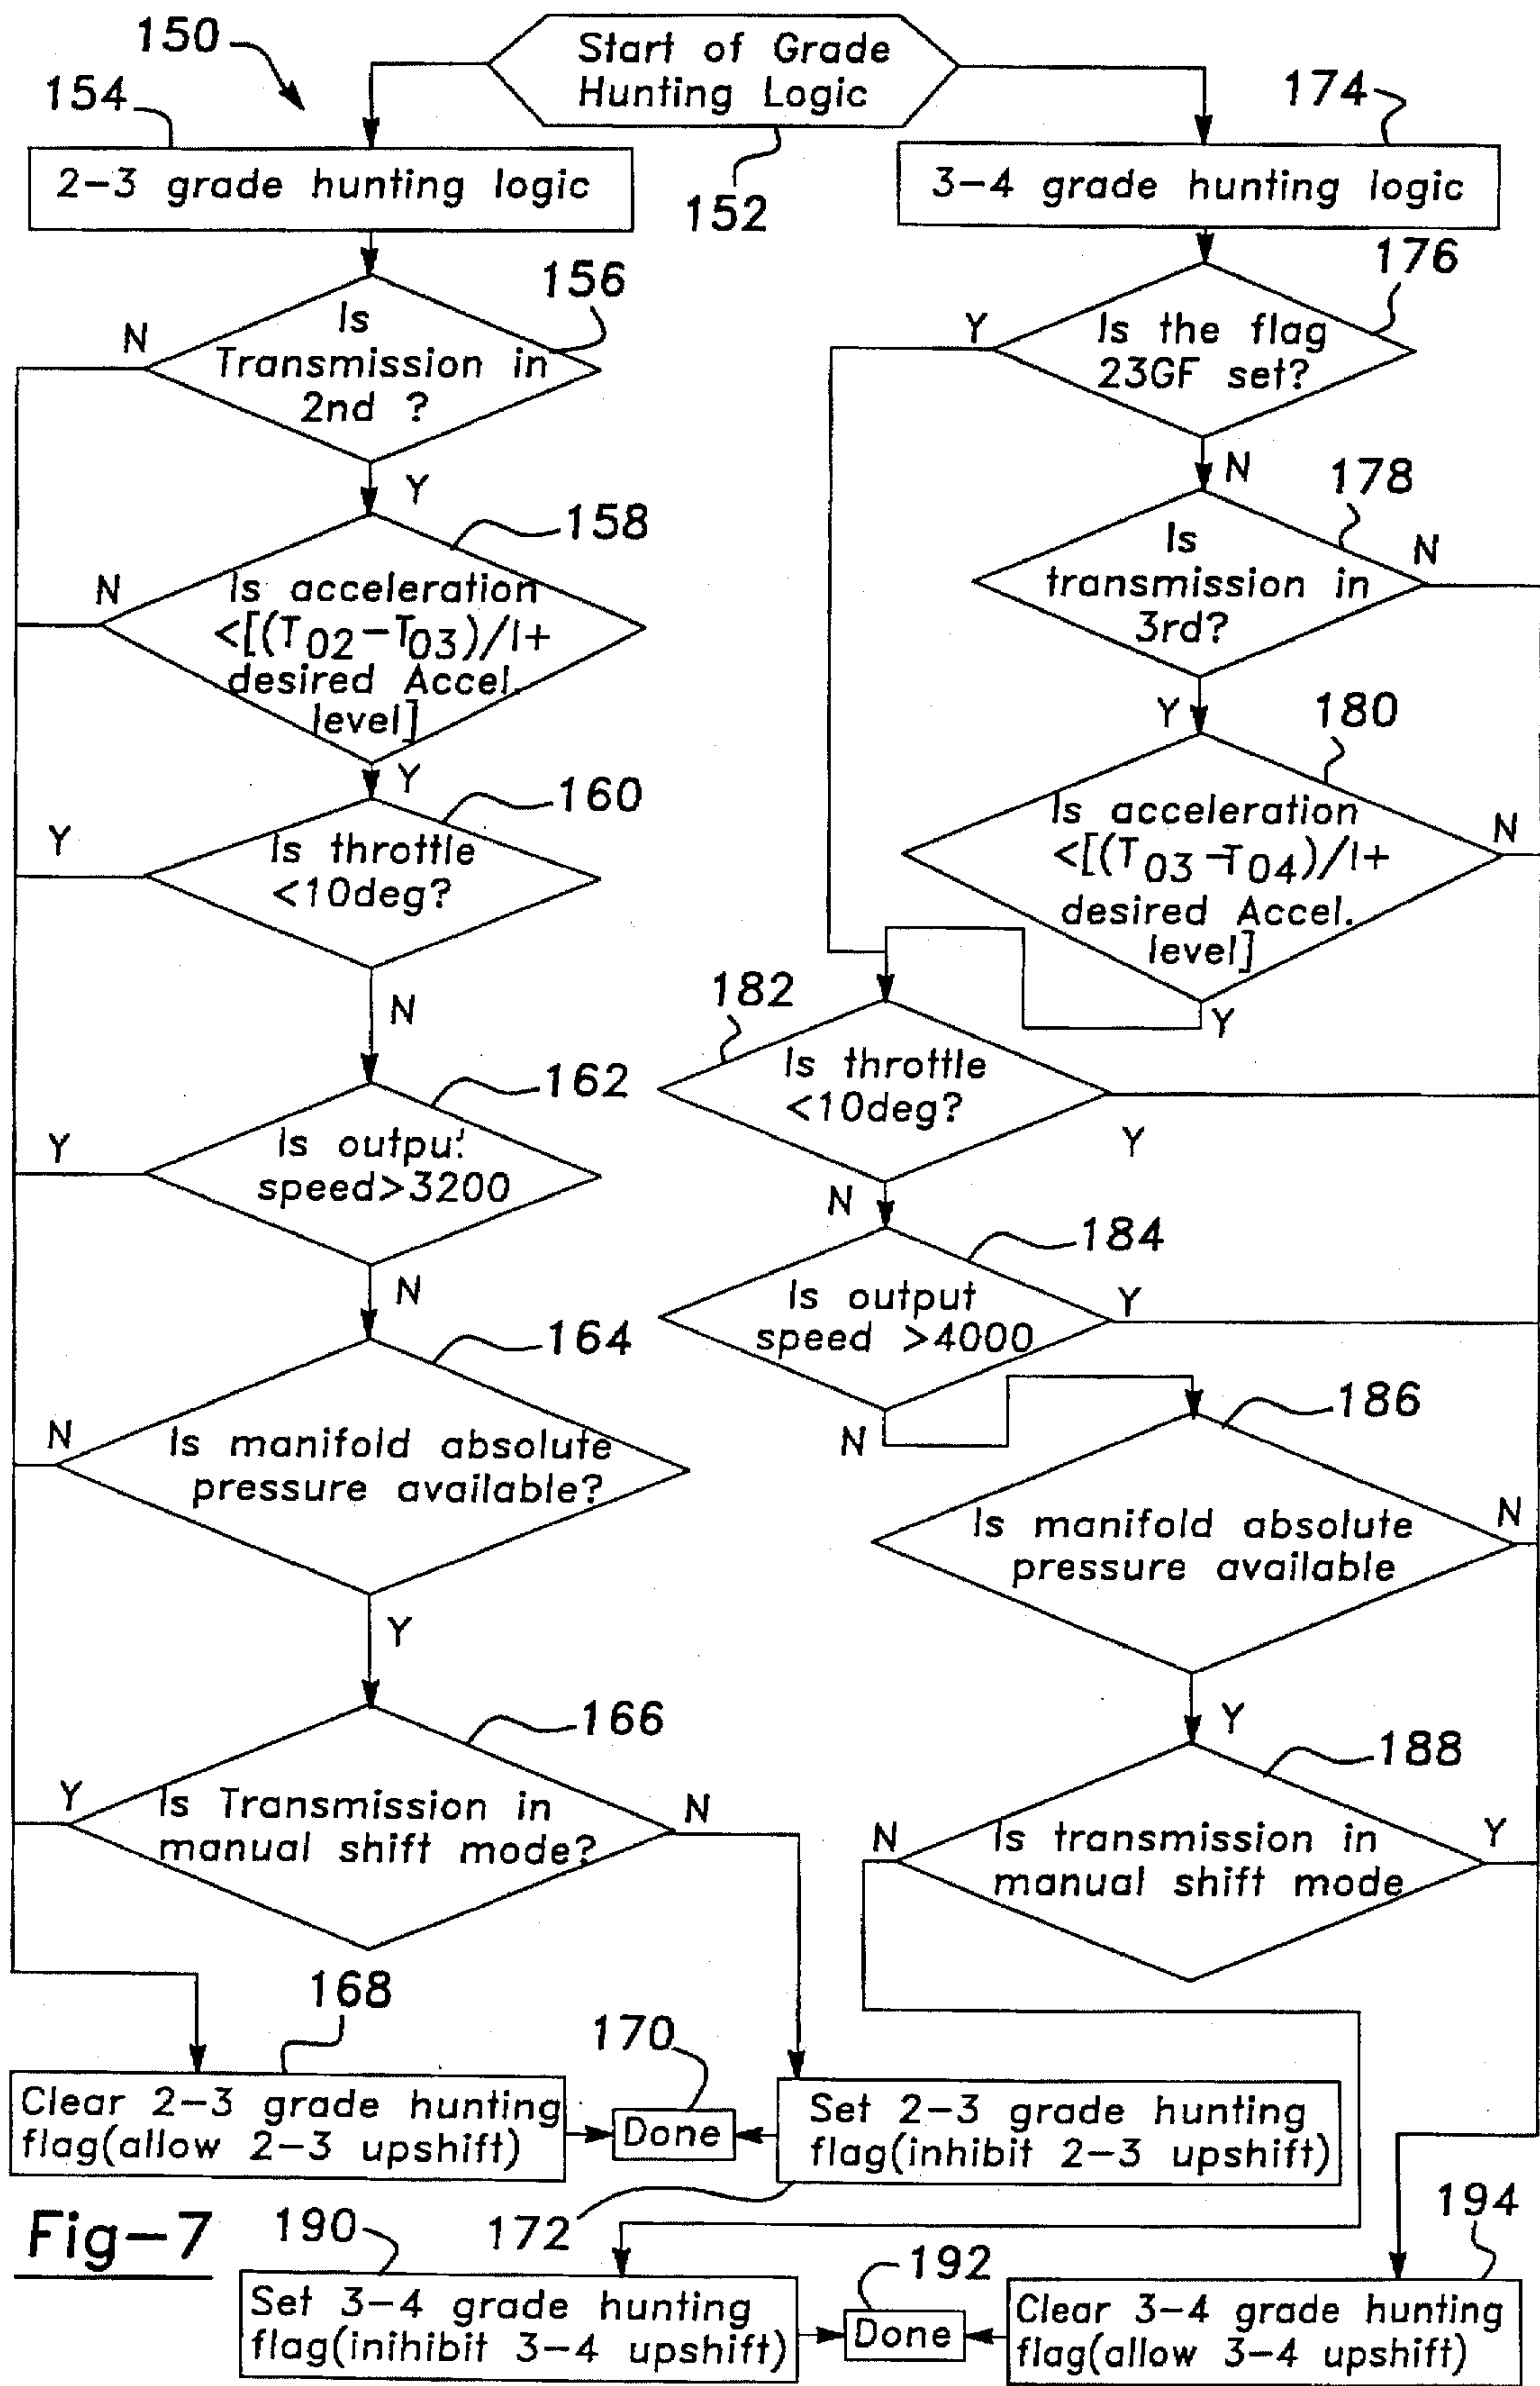 150
Start of Grade
Hunting Logic
152
154
2-3 grade hunting logic
174
3-4 grade hunting logic
156
Is
Transmission in
2nd ?
N
Y
176
Is the flag
23GF set?
Y
N
158
Is acceleration
<[(T02-T03)/I+
desired Accel.
level]
N
Y
178
Is
transmission in
3rd?
N
Y
160
Is throttle
<10deg?
Y
N
180
Is acceleration
<[(T03-T04)/I+
desired Accel.
level]
N
Y
162
Is output
speed>3200
Y
N
182
Is throttle
<10deg?
Y
N
184
Is output
speed >4000
Y
N
164
Is manifold absolute
pressure available?
N
Y
186
Is manifold absolute
pressure available
N
Y
166
Is Transmission in
manual shift mode?
Y
N
188
Is transmission in
manual shift mode
N
Y
168
Clear 2-3 grade hunting
flag(allow 2-3 upshift)
170
Done
Set 2-3 grade hunting
flag(inhibit 2-3 upshift)
172
Fig-7
190
Set 3-4 grade hunting
flag(inihibit 3-4 upshift)
192
Done
194
Clear 3-4 grade hunting
flag(allow 3-4 upshift)